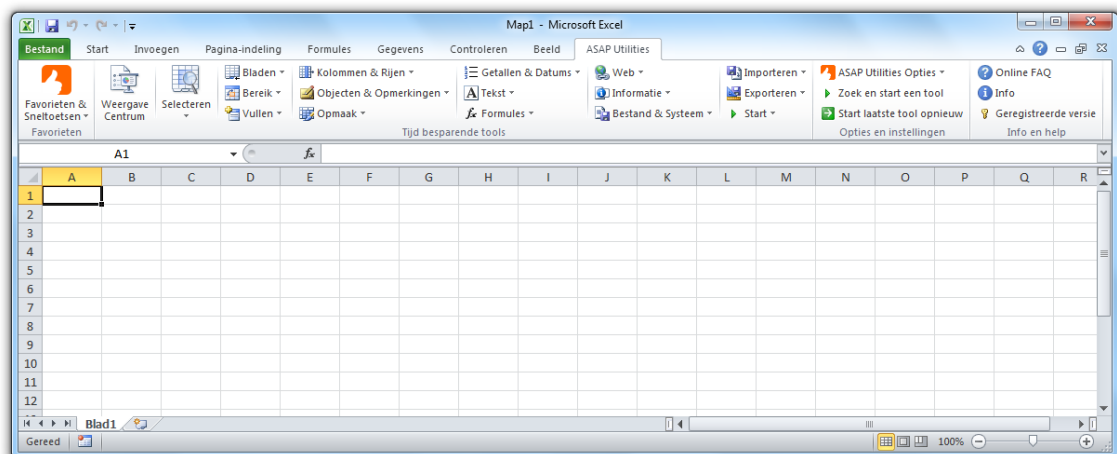 Map1 - Microsoft Excel
Bestand Start Invoegen Pagina-indeling Formules Gegevens Controleren Beeld ASAP Utilities
Favorieten & Sneltoetsen
Favorieten
Weergave Centrum
Selecteren
Bladen
Bereik
Vullen
Kolommen & Rijen
Objecten & Opmerkingen
Opmaak
Getallen & Datums
Tekst
Formules
Web
Informatie
Bestand & Systeem
Importeren
Exporteren
Start
Tijd besparende tools
ASAP Utilities Opties
Zoek en start een tool
Start laatste tool opnieuw
Opties en instellingen
Online FAQ
Info
Geregistreerde versie
Info en help
A1 fx
A B C D E F G H I J K L M N O P Q R
1
2
3
4
5
6
7
8
9
10
11
12
Blad1
Gereed 100%